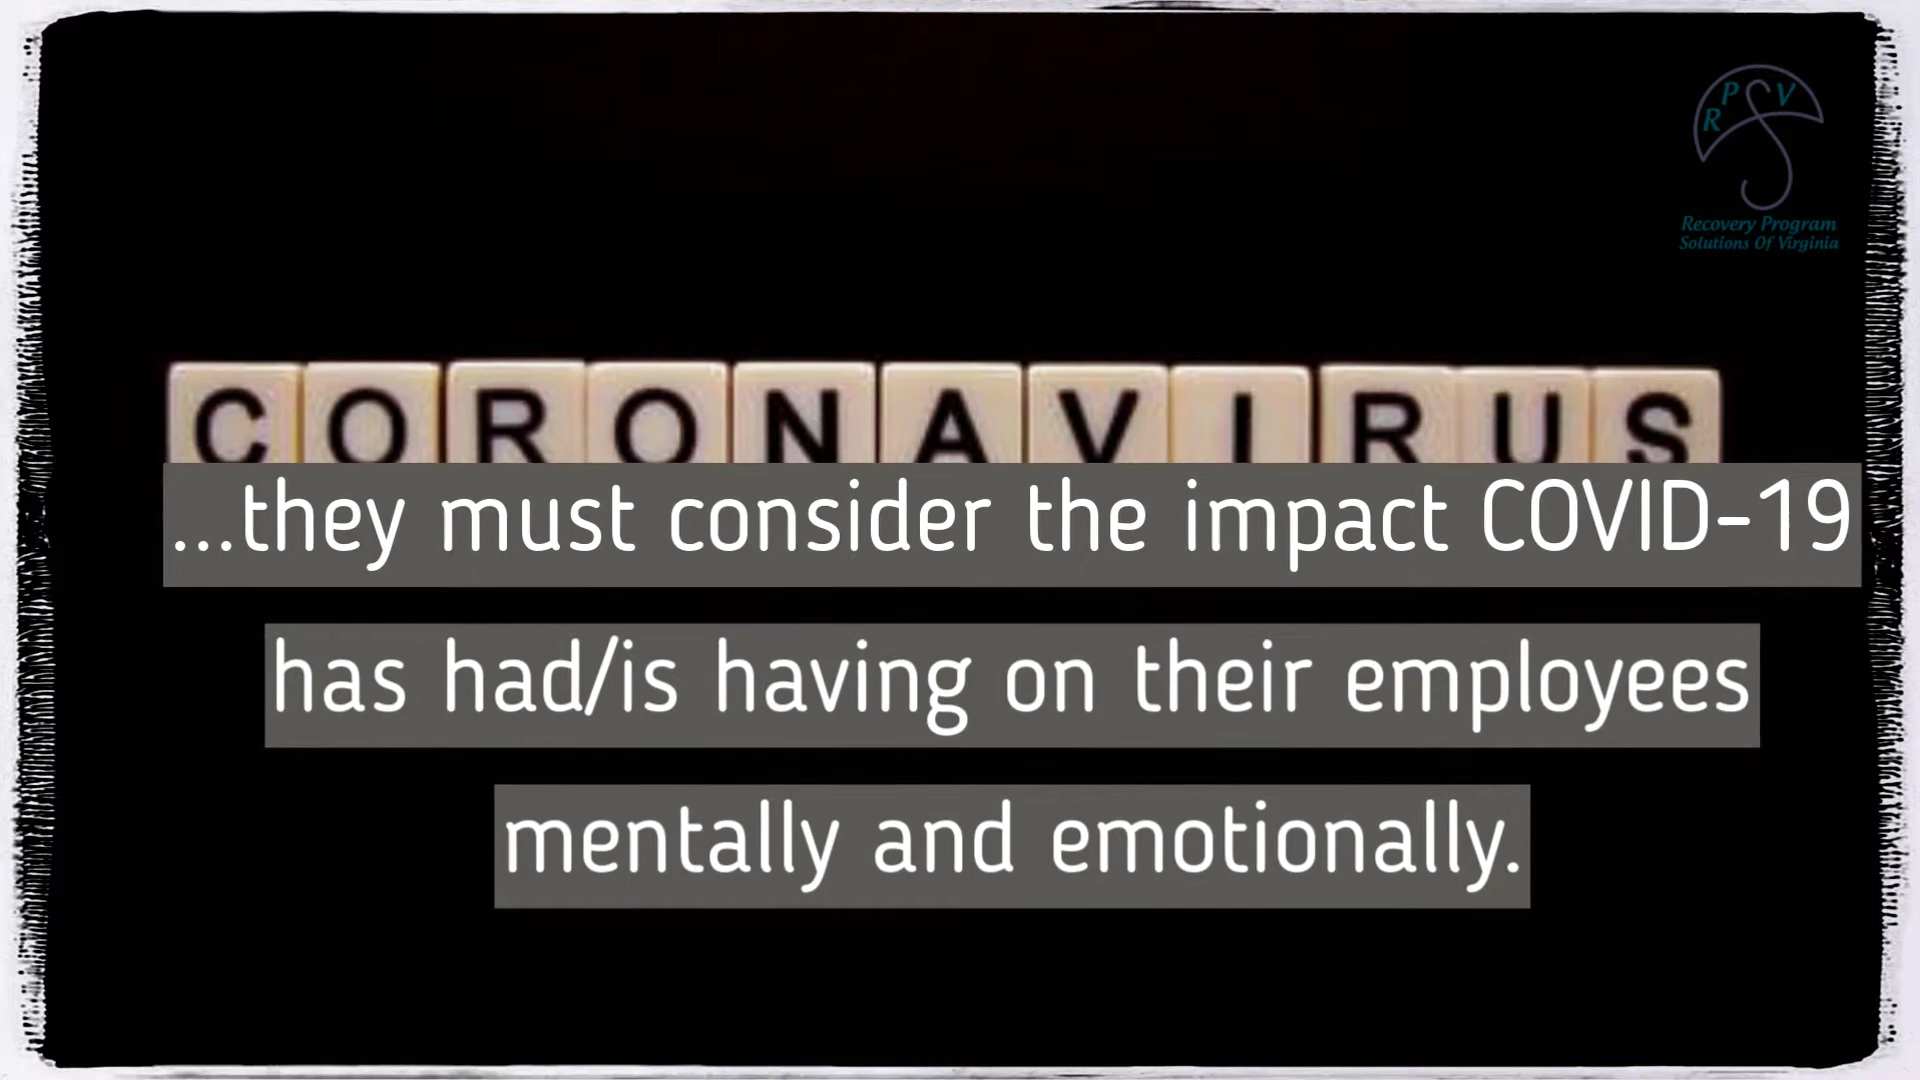 R P S V
Recovery Program
Solutions Of Virginia
CORONAVIRUS
...they must consider the impact COVID-19
has had/is having on their employees
mentally and emotionally.